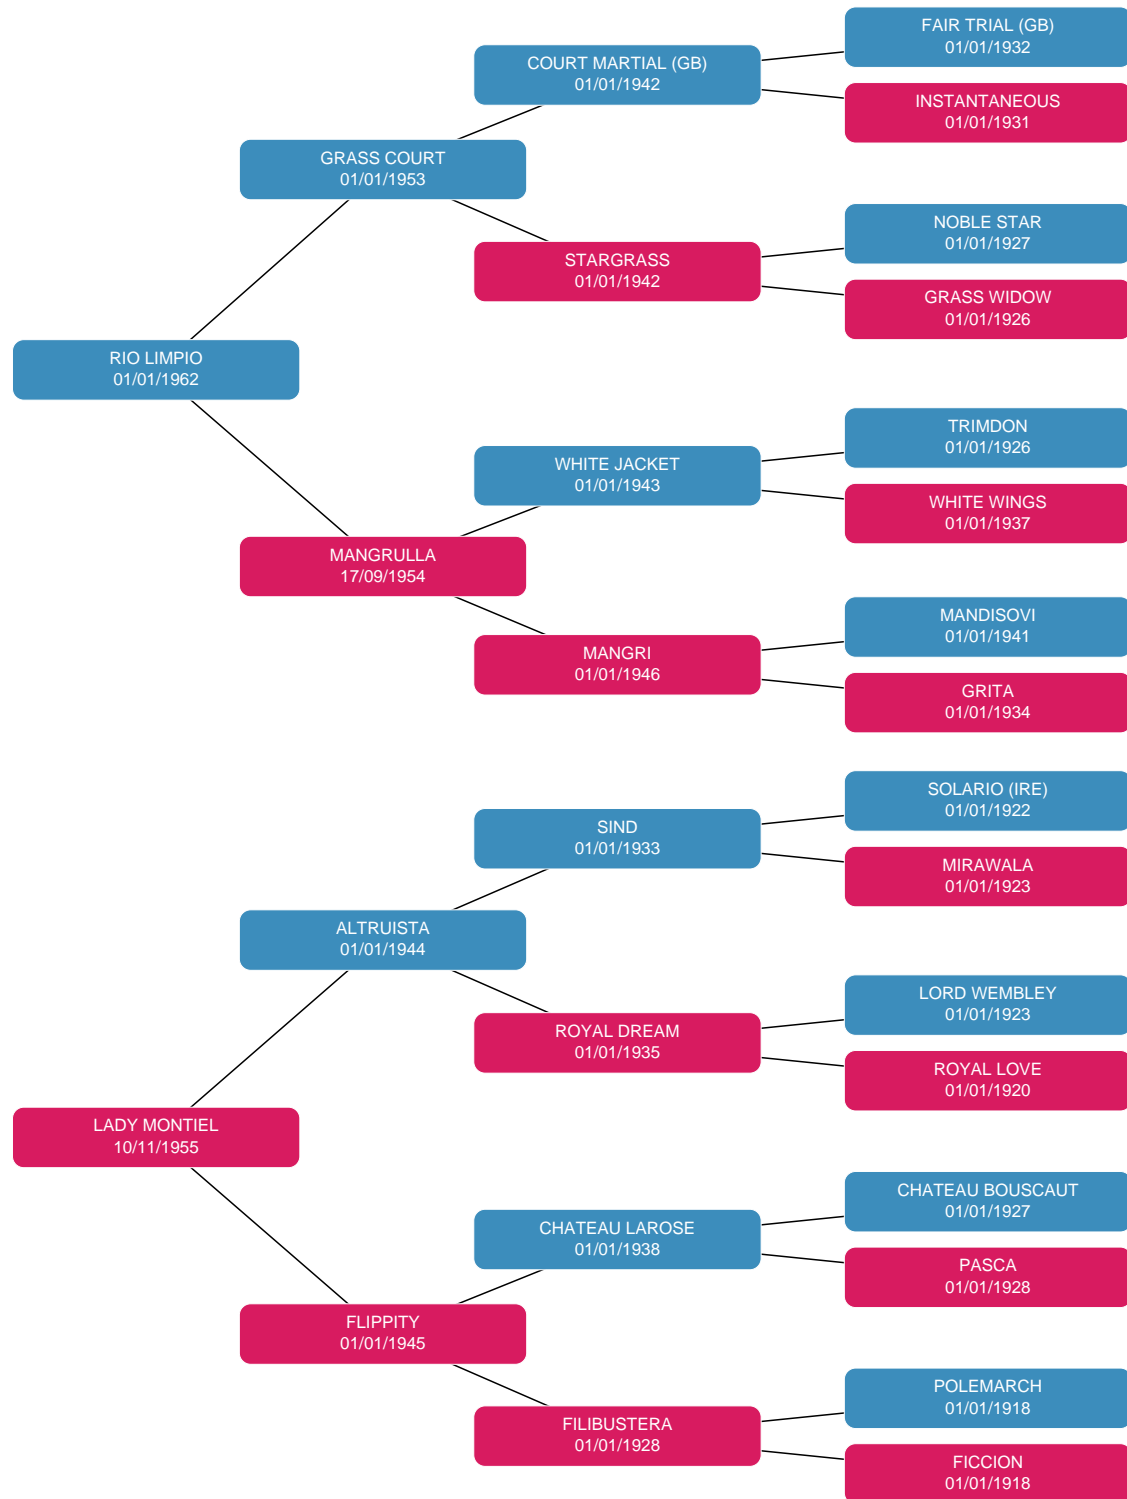 FAIR TRIAL (GB)
01/01/1932
COURT MARTIAL (GB)
01/01/1942
INSTANTANEOUS
01/01/1931
GRASS COURT
01/01/1953
NOBLE STAR
01/01/1927
STARGRASS
01/01/1942
GRASS WIDOW
01/01/1926
RIO LIMPIO
01/01/1962
TRIMDON
01/01/1926
WHITE JACKET
01/01/1943
WHITE WINGS
01/01/1937
MANGRULLA
17/09/1954
MANDISOVI
01/01/1941
MANGRI
01/01/1946
GRITA
01/01/1934
SOLARIO (IRE)
01/01/1922
SIND
01/01/1933
MIRAWALA
01/01/1923
ALTRUISTA
01/01/1944
LORD WEMBLEY
01/01/1923
ROYAL DREAM
01/01/1935
ROYAL LOVE
01/01/1920
LADY MONTIEL
10/11/1955
CHATEAU BOUSCAUT
01/01/1927
CHATEAU LAROSE
01/01/1938
PASCA
01/01/1928
FLIPPITY
01/01/1945
POLEMARCH
01/01/1918
FILIBUSTERA
01/01/1928
FICCION
01/01/1918